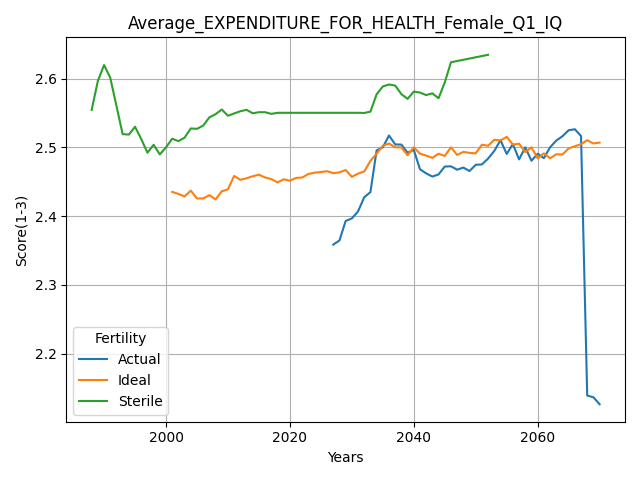 Average_EXPENDITURE_FOR_HEALTH_Female_Q1_IQ
Score(1-3)
2.6
2.5
2.4
2.3
2.2
Fertility
Actual
Ideal
Sterile
2000 2020 2040 2060
Years